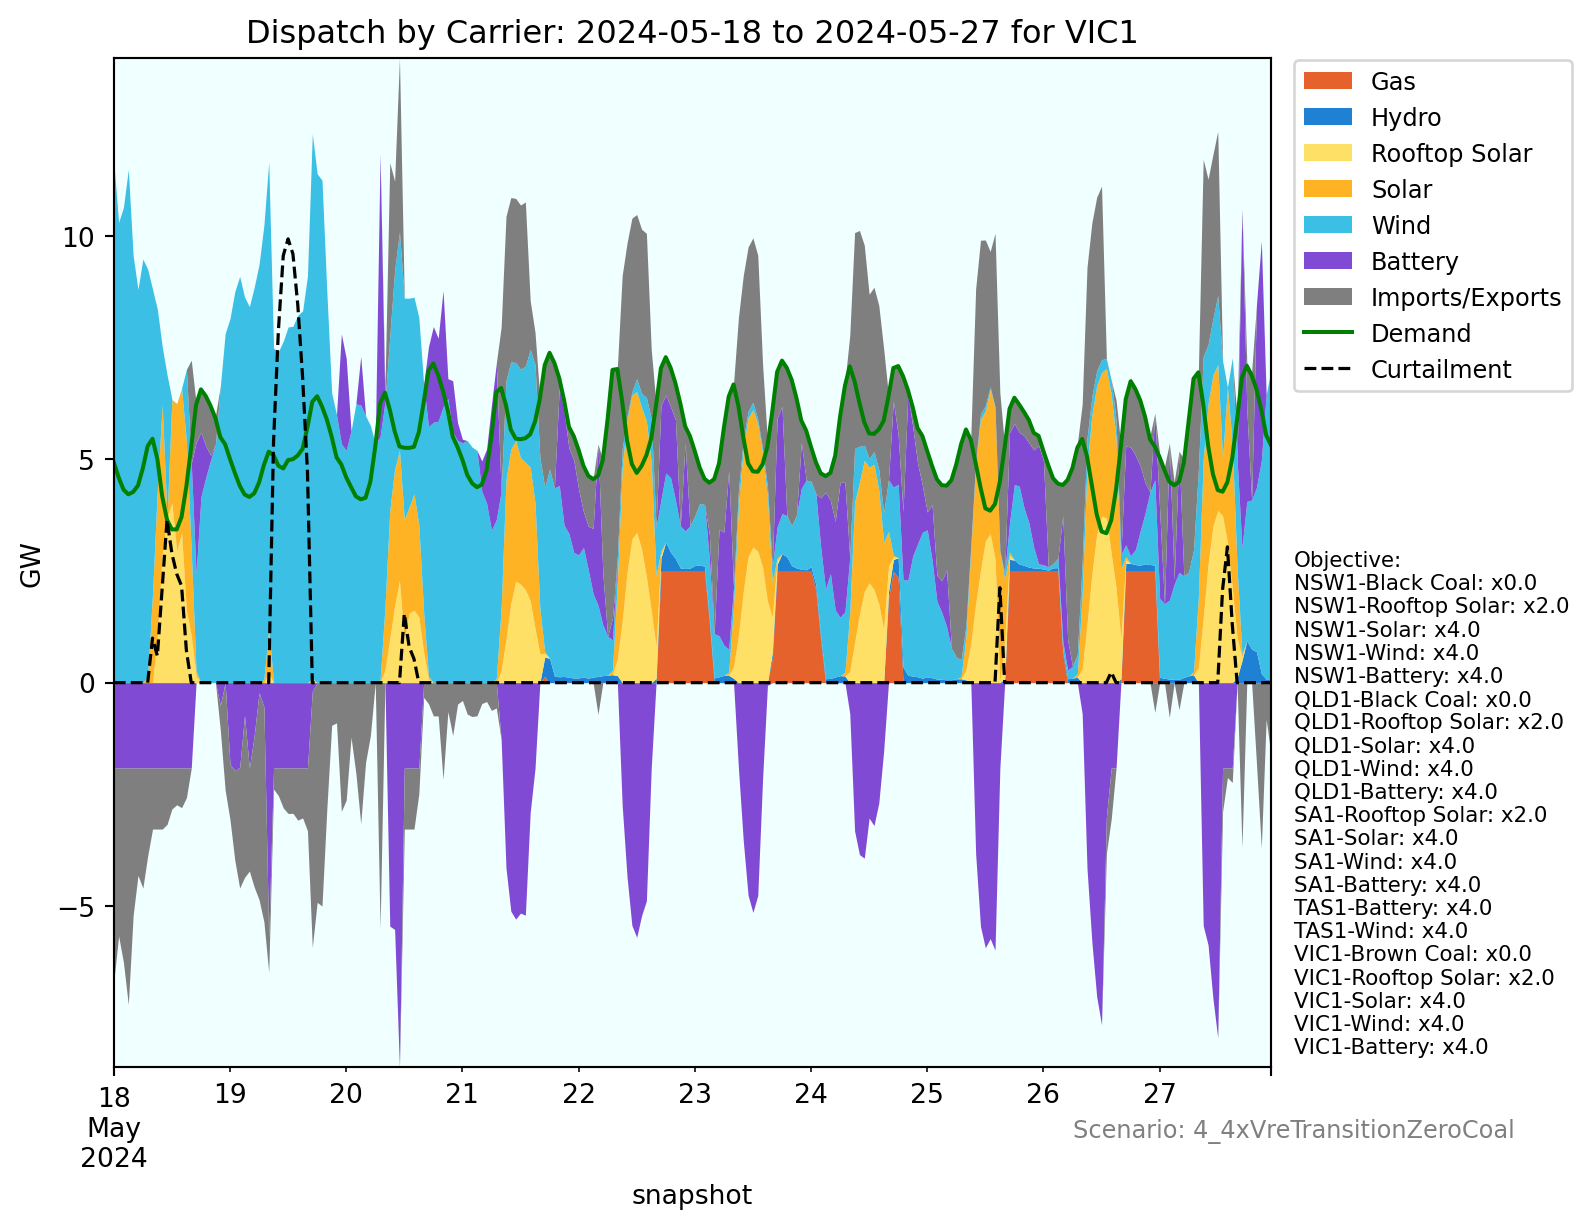 Dispatch by Carrier: 2024-05-18 to 2024-05-27 for VIC1
GW
10
5
0
−5
18
May
2024
19
20
21
22
23
24
25
26
27
snapshot
Gas
Hydro
Rooftop Solar
Solar
Wind
Battery
Imports/Exports
Demand
Curtailment
Objective:
NSW1-Black Coal: x0.0
NSW1-Rooftop Solar: x2.0
NSW1-Solar: x4.0
NSW1-Wind: x4.0
NSW1-Battery: x4.0
QLD1-Black Coal: x0.0
QLD1-Rooftop Solar: x2.0
QLD1-Solar: x4.0
QLD1-Wind: x4.0
QLD1-Battery: x4.0
SA1-Rooftop Solar: x2.0
SA1-Solar: x4.0
SA1-Wind: x4.0
SA1-Battery: x4.0
TAS1-Battery: x4.0
TAS1-Wind: x4.0
VIC1-Brown Coal: x0.0
VIC1-Rooftop Solar: x2.0
VIC1-Solar: x4.0
VIC1-Wind: x4.0
VIC1-Battery: x4.0
Scenario: 4_4xVreTransitionZeroCoal